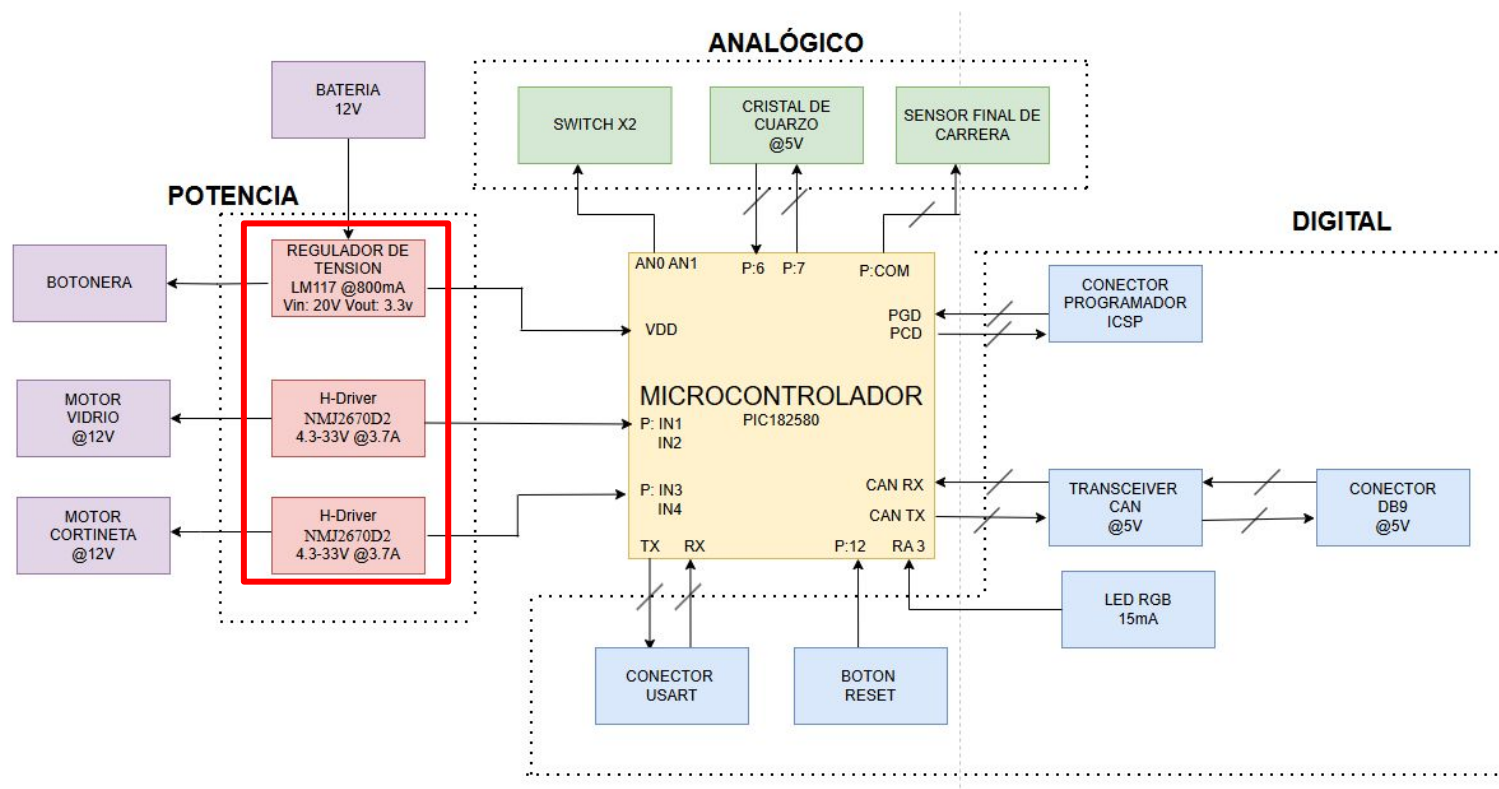 ANALÓGICO
BATERIA
12V
SWITCH X2
CRISTAL DE
CUARZO
@5V
SENSOR FINAL DE
CARRERA
POTENCIA
DIGITAL
BOTONERA
REGULADOR DE
TENSION
LM117 @800mA
Vin: 20V Vout: 3.3v
AN0 AN1
P:6
P:7
P:COM
VDD
PGD
PCD
CONECTOR
PROGRAMADOR
ICSP
MOTOR
VIDRIO
@12V
H-Driver
NMJ2670D2
4.3-33V @3.7A
MICROCONTROLADOR
PIC182580
P: IN1
IN2
MOTOR
CORTINETA
@12V
H-Driver
NMJ2670D2
4.3-33V @3.7A
P: IN3
IN4
CAN RX
CAN TX
TRANSCEIVER
CAN
@5V
CONECTOR
DB9
@5V
TX
RX
P:12
RA 3
LED RGB
15mA
CONECTOR
USART
BOTON
RESET